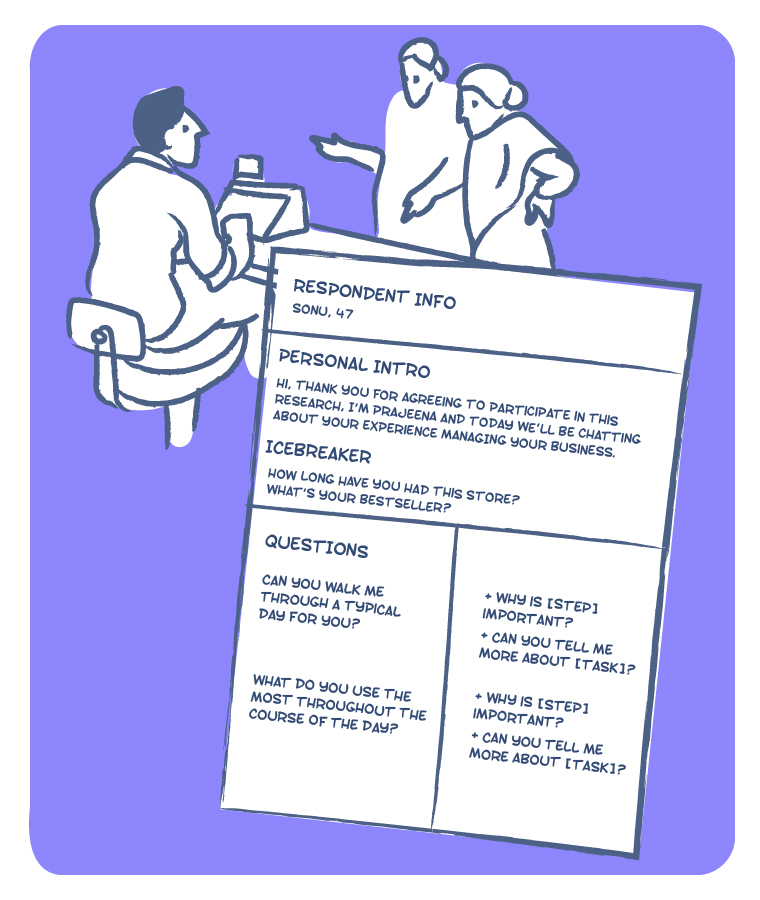 RESPONDENT INFO
SONU, 47
PERSONAL INTRO
HI, THANK YOU FOR AGREEING TO PARTICIPATE IN THIS
RESEARCH, I'M PRAJEENA AND TODAY WE'LL BE CHATTING
ABOUT YOUR EXPERIENCE MANAGING YOUR BUSINESS.
ICEBREAKER
HOW LONG HAVE YOU HAD THIS STORE?
WHAT'S YOUR BESTSELLER?
QUESTIONS
CAN YOU WALK ME
THROUGH A TYPICAL
DAY FOR YOU?
+ WHY IS [STEP]
IMPORTANT?
+ CAN YOU TELL ME
MORE ABOUT [TASK]?
WHAT DO YOU USE THE
MOST THROUGHOUT THE
COURSE OF THE DAY?
+ WHY IS [STEP]
IMPORTANT?
+ CAN YOU TELL ME
MORE ABOUT [TASK]?